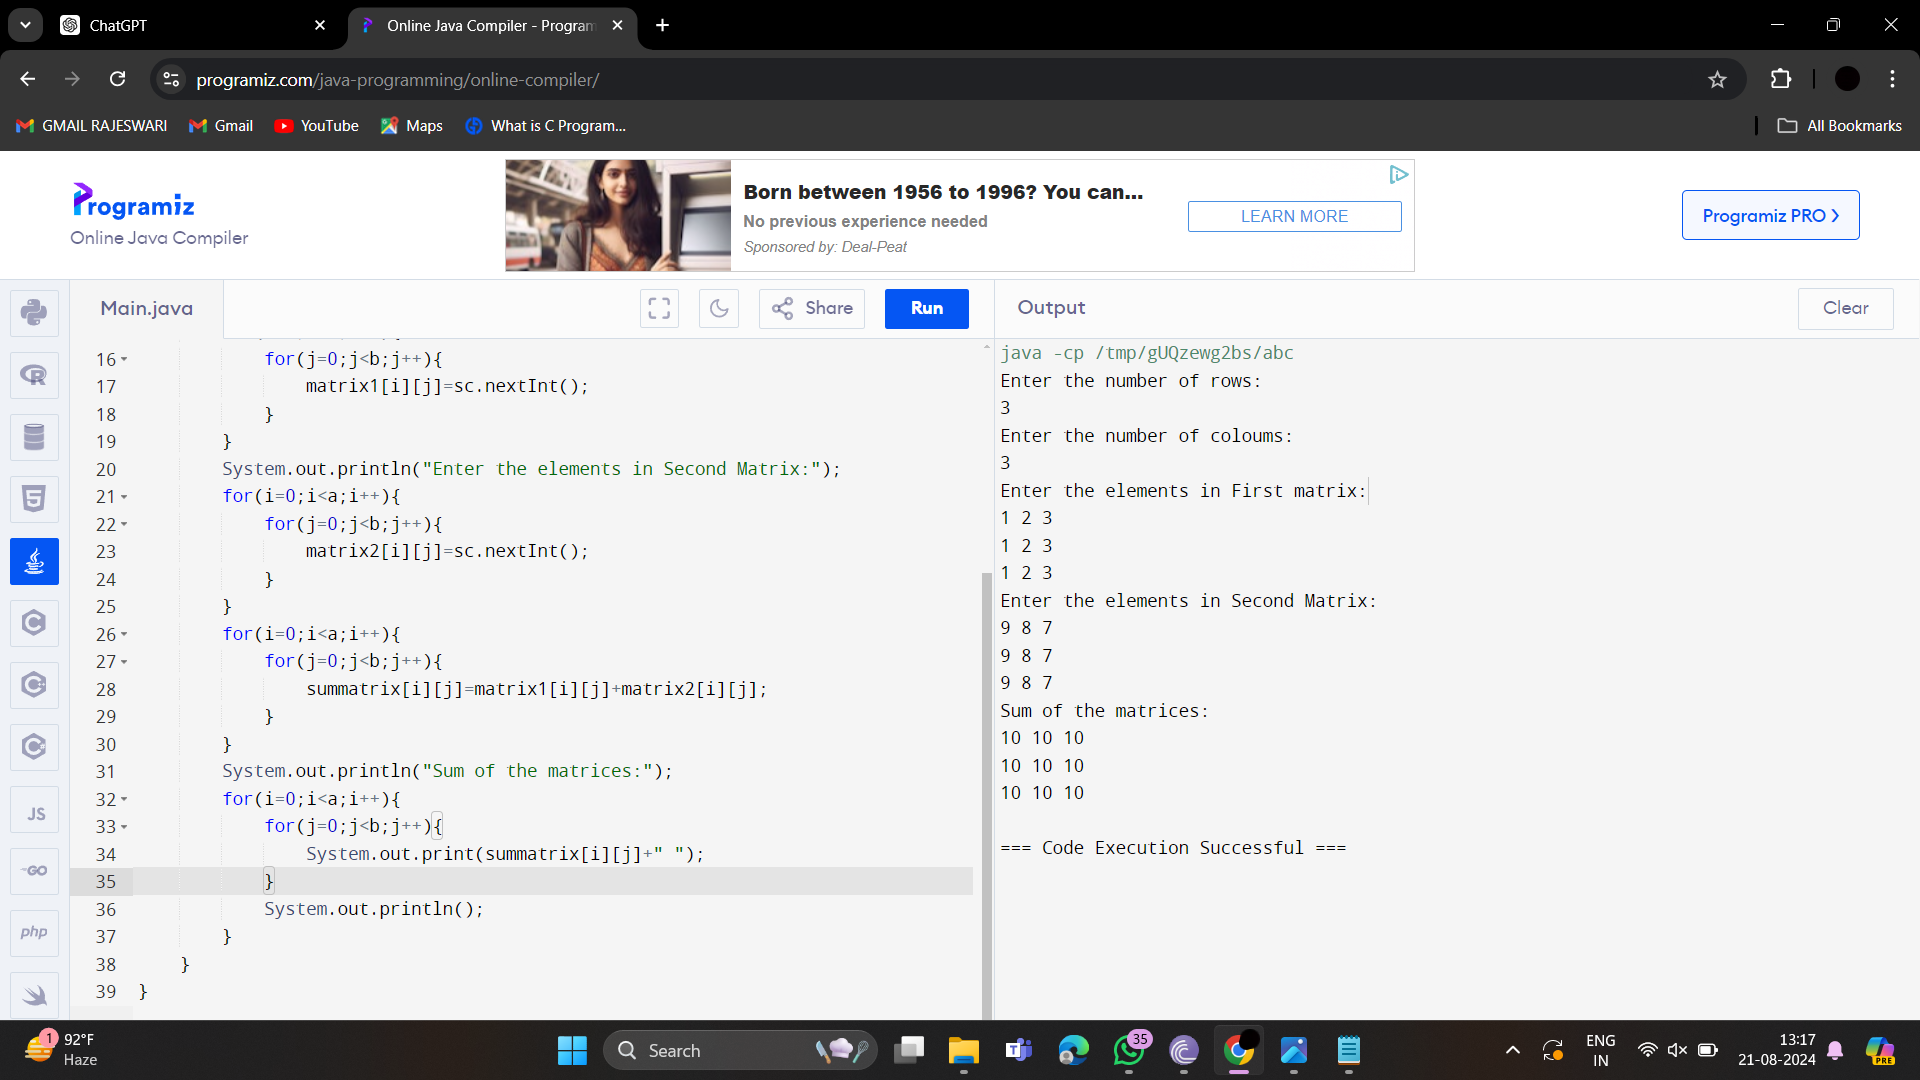 ChatGPT
Online Java Compiler - Program
programiz.com/java-programming/online-compiler/
GMAIL RAJESWARI
Gmail
YouTube
Maps
What is C Program...
All Bookmarks
Programiz
Online Java Compiler
Born between 1956 to 1996? You can...
No previous experience needed
Sponsored by: Deal-Peat
LEARN MORE
Programiz PRO >
Main.java
Share
Run
Output
Clear
16 for(j=0;j<b;j++){
17 matrix1[i][j]=sc.nextInt();
18 }
19 }
20 System.out.println("Enter the elements in Second Matrix:");
21 for(i=0;i<a;i++){
22 for(j=0;j<b;j++){
23 matrix2[i][j]=sc.nextInt();
24 }
25 }
26 for(i=0;i<a;i++){
27 for(j=0;j<b;j++){
28 summatrix[i][j]=matrix1[i][j]+matrix2[i][j];
29 }
30 }
31 System.out.println("Sum of the matrices:");
32 for(i=0;i<a;i++){
33 for(j=0;j<b;j++){
34 System.out.print(summatrix[i][j]+" ");
35 }
36 System.out.println();
37 }
38 }
39 }
java -cp /tmp/gUQzewg2bs/abc
Enter the number of rows:
3
Enter the number of coloums:
3
Enter the elements in First matrix:
1 2 3
1 2 3
1 2 3
Enter the elements in Second Matrix:
9 8 7
9 8 7
9 8 7
Sum of the matrices:
10 10 10
10 10 10
10 10 10
=== Code Execution Successful ===
R
5
C
C
C
JS
GO
php
1
92°F
Haze
Search
35
ENG
IN
13:17
21-08-2024
PRE